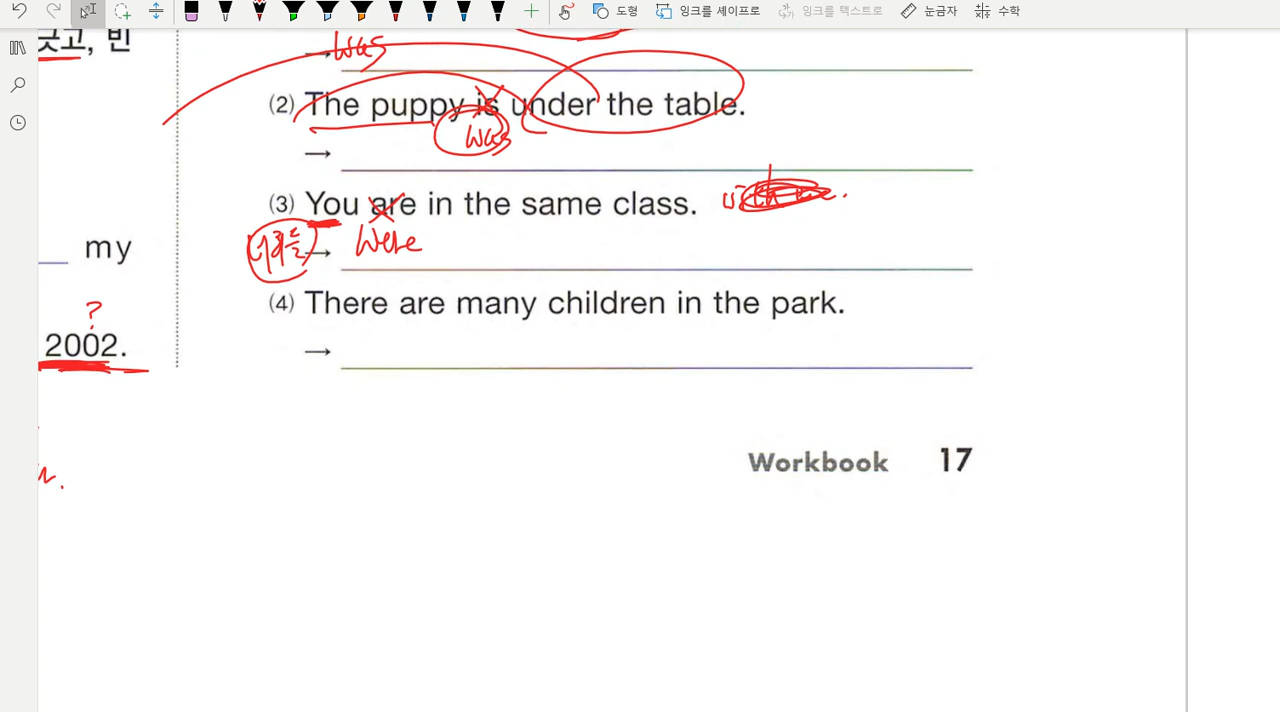 도형
잉크를 셰이프로
잉크를 텍스트로
눈금자
수학
긋고, 빈
→ was
(2) The puppy is under the table.
was
→
(3) You are in the same class.
너희들 → were
my
(4) There are many children in the park.
?
2002.
→
Workbook 17